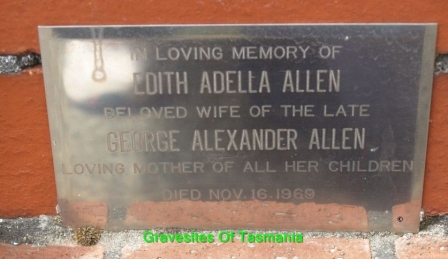 IN LOVING MEMORY OF
EDITH ADELLA ALLEN
BELOVED WIFE OF THE LATE
GEORGE ALEXANDER ALLEN
LOVING MOTHER OF ALL HER CHILDREN
DIED NOV. 16. 1969
Gravesites Of Tasmania